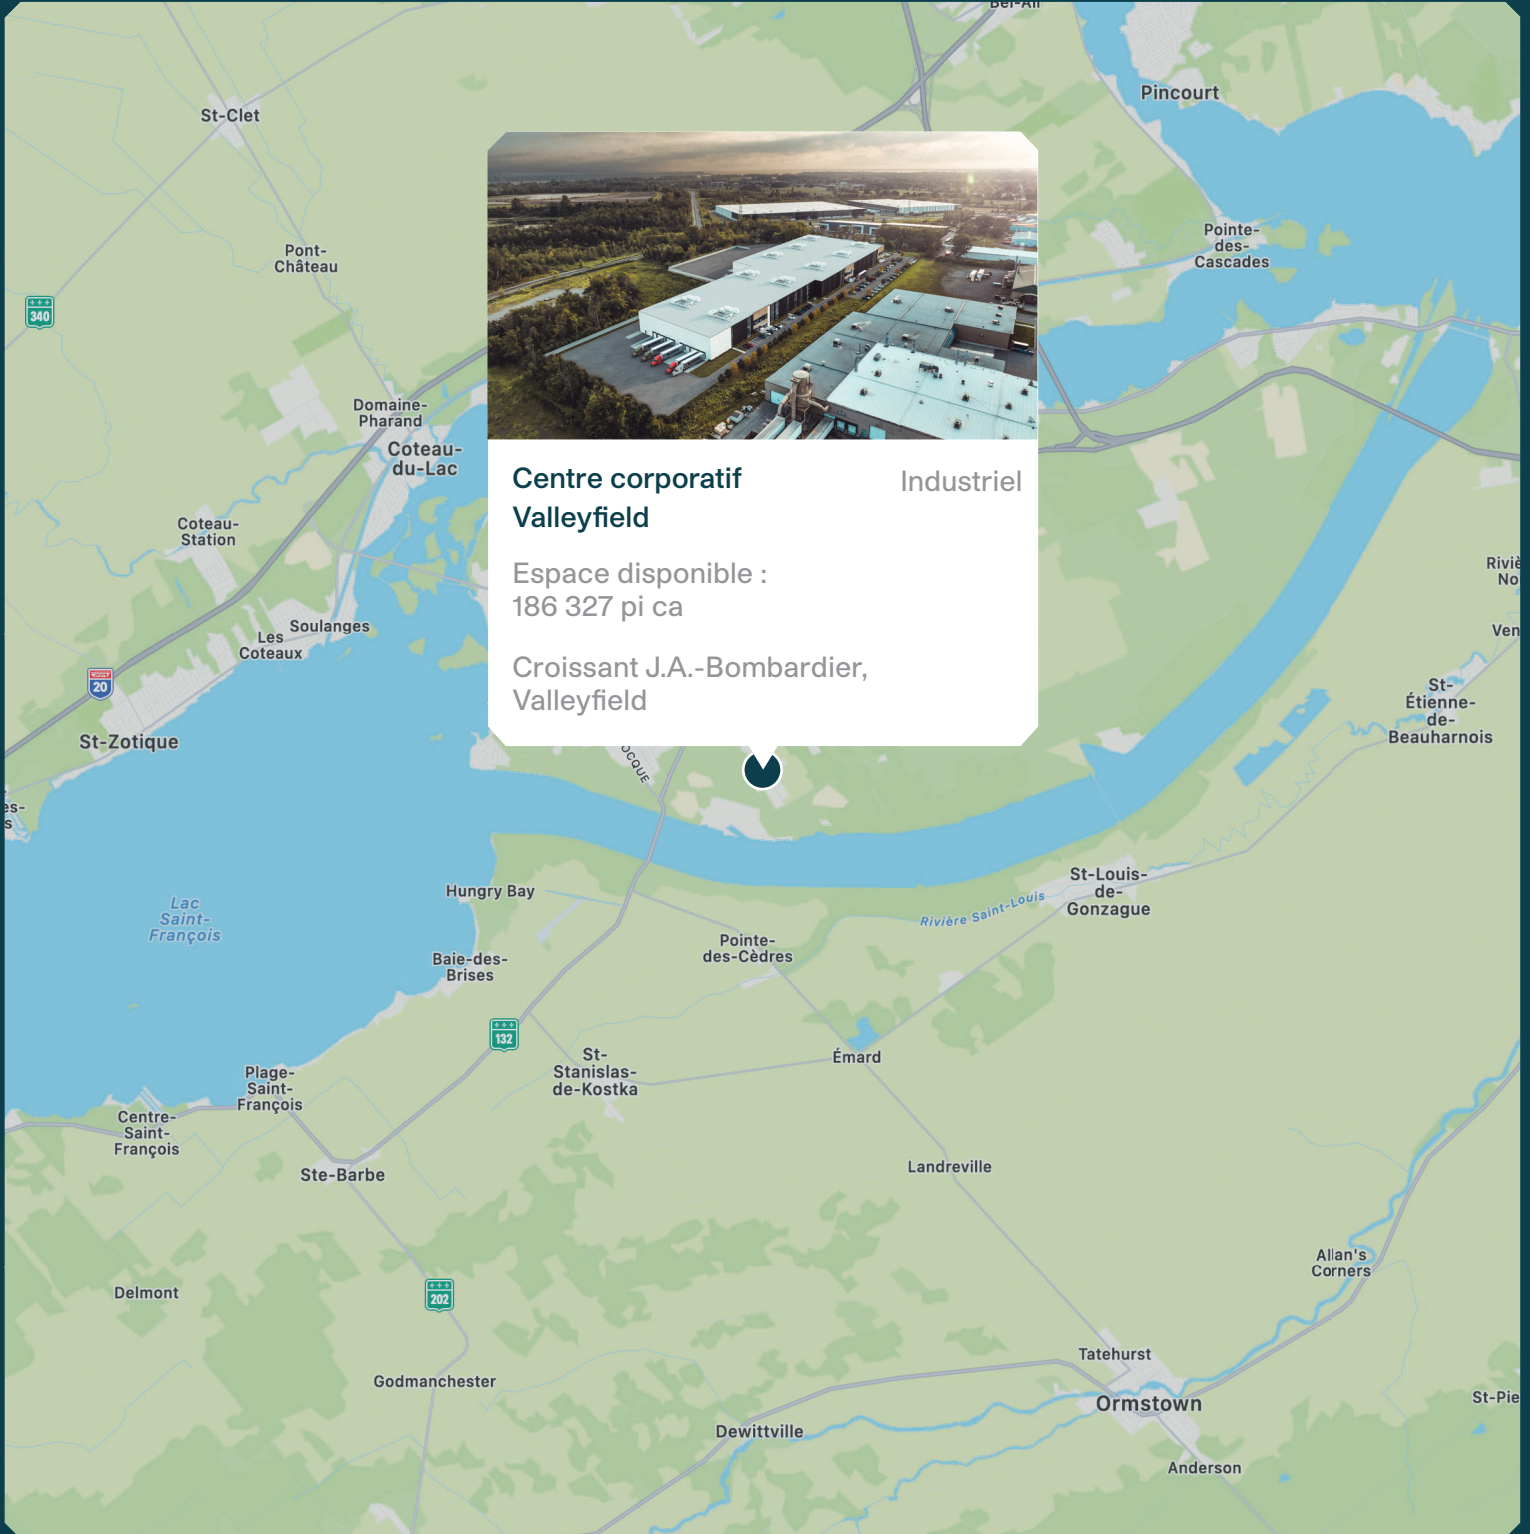 Bel-Air
Pincourt
St-Clet
Pointe-
des-
Cascades
Pont-
Château
340
Domaine-
Pharand
Coteau-
du-Lac
Centre corporatif
Valleyfield
Industriel
Coteau-
Station
Espace disponible :
186 327 pi ca
Soulanges
Les
Coteaux
Croissant J.A.-Bombardier,
Valleyfield
20
St-Zotique
St-
Étienne-
de-
Beauharnois
Hungry Bay
St-Louis-
de-
Gonzague
Rivière Saint-Louis
Lac
Saint-
François
Pointe-
des-Cèdres
Baie-des-
Brises
132
Émard
St-
Stanislas-
de-Kostka
Plage-
Saint-
François
Centre-
Saint-
François
Ste-Barbe
Landreville
Allan's
Corners
Delmont
202
Tatehurst
Godmanchester
Ormstown
St-Pie
Dewittville
Anderson